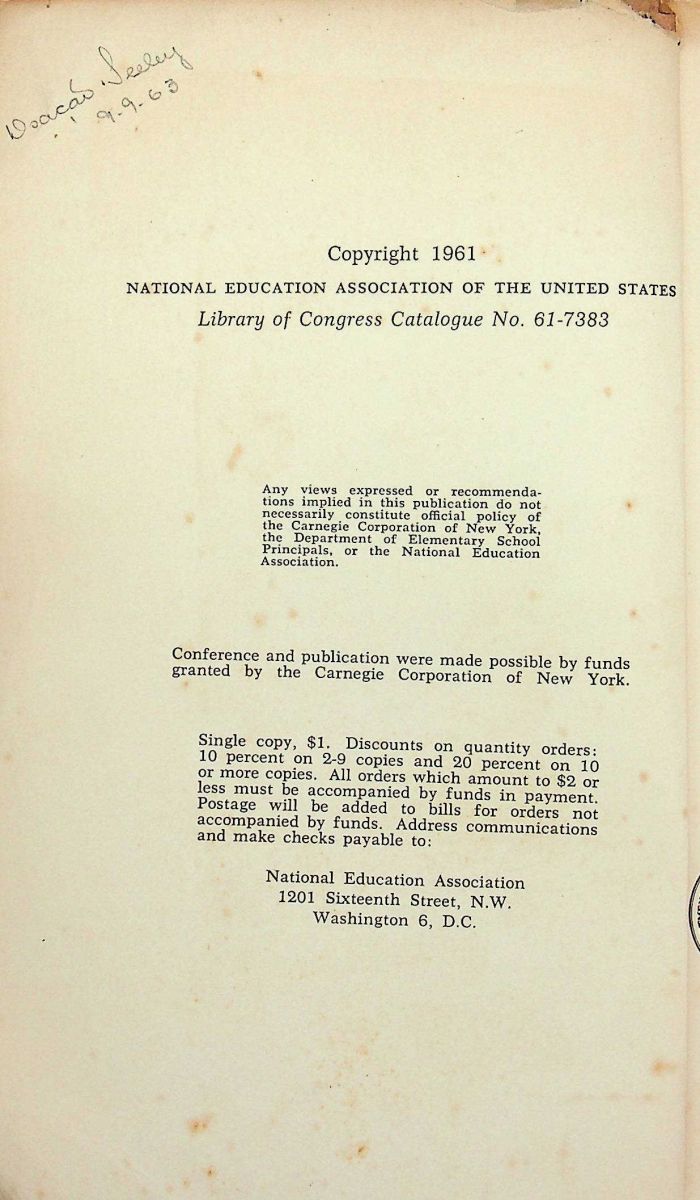 Doacão Seeley
9-9-63
Copyright 1961
NATIONAL EDUCATION ASSOCIATION OF THE UNITED STATES
Library of Congress Catalogue No. 61-7383
Any views expressed or recommenda-
tions implied in this publication do not
necessarily constitute official policy of
the Carnegie Corporation of New York,
the Department of Elementary School
Principals, or the National Education
Association.
Conference and publication were made possible by funds
granted by the Carnegie Corporation of New York.
Single copy, $1. Discounts on quantity orders:
10 percent on 2-9 copies and 20 percent on 10
or more copies. All orders which amount to $2 or
less must be accompanied by funds in payment.
Postage will be added to bills for orders not
accompanied by funds. Address communications
and make checks payable to:
National Education Association
1201 Sixteenth Street, N.W.
Washington 6, D.C.